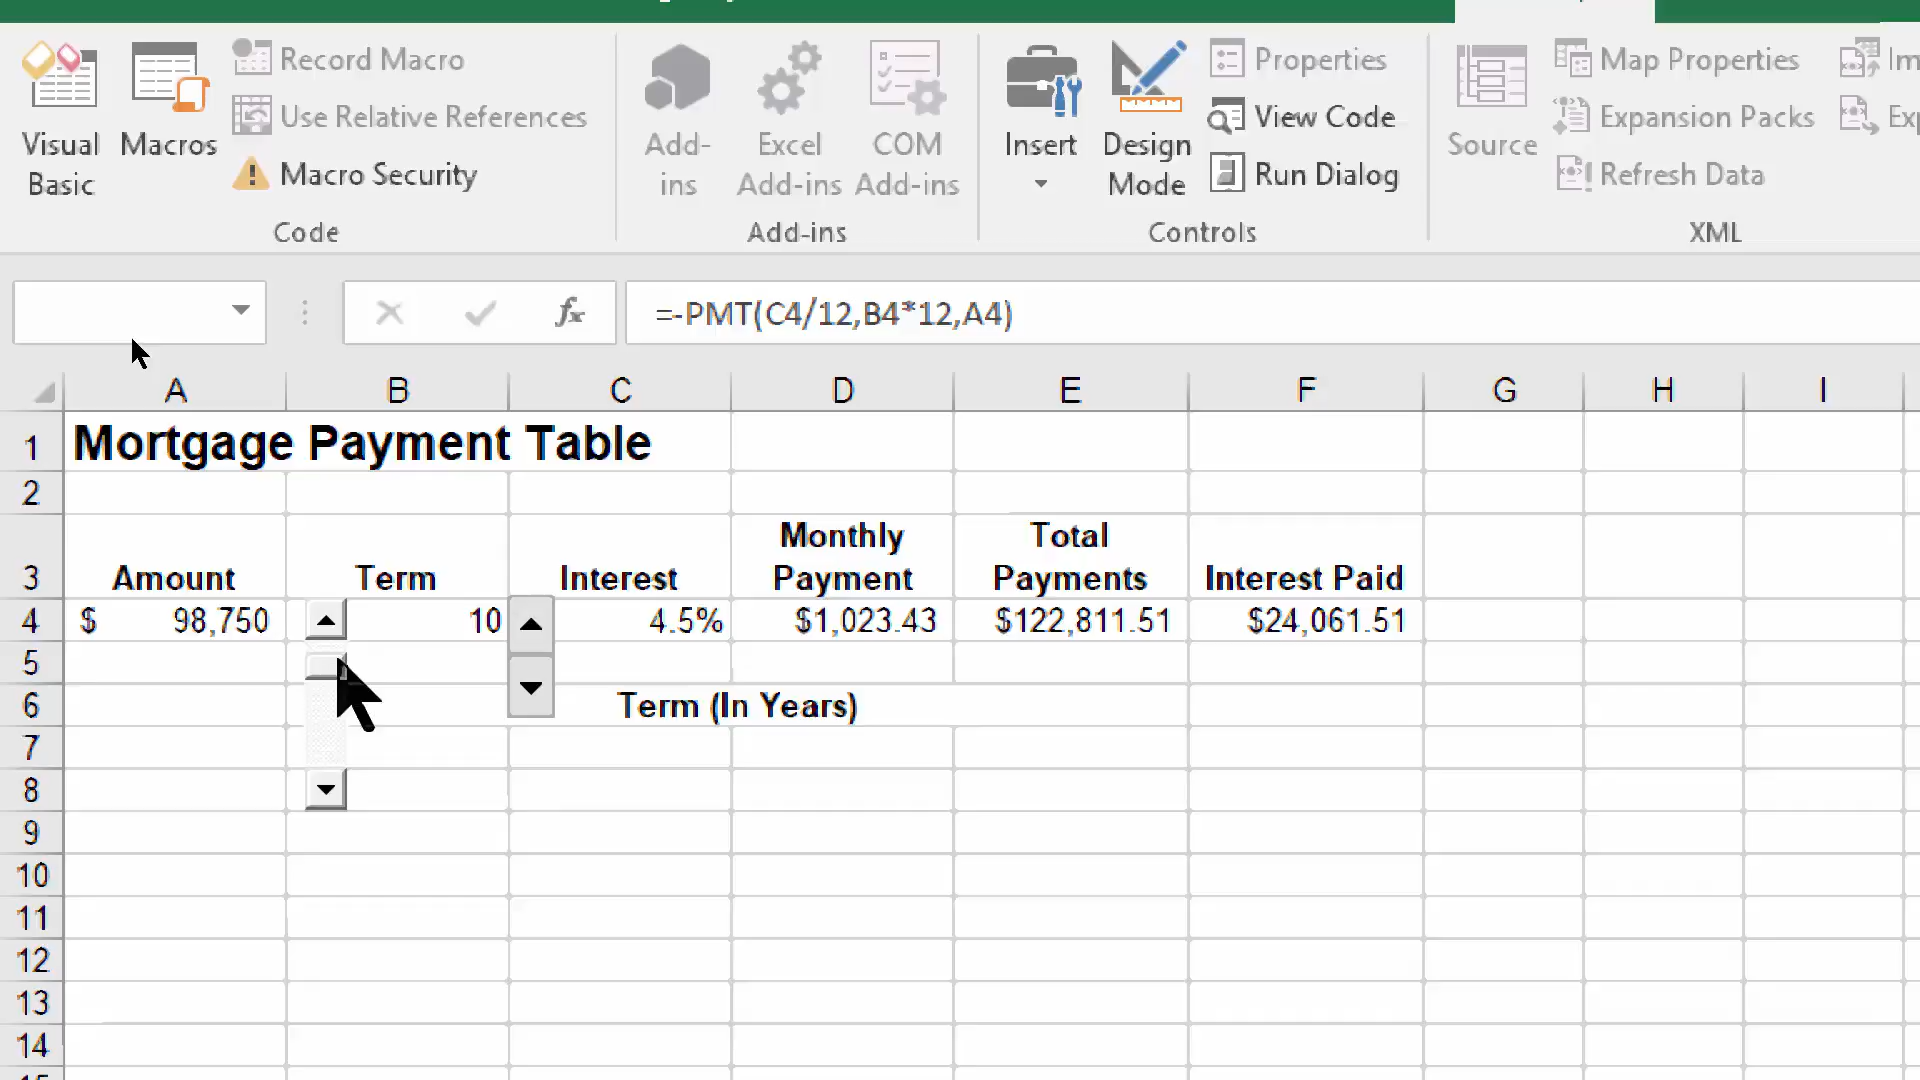 Visual Basic
Macros
Record Macro
Use Relative References
Macro Security
Code
Add-ins
Excel Add-ins
COM Add-ins
Add-ins
Insert
Design Mode
Properties
View Code
Run Dialog
Controls
Source
Map Properties
Expansion Packs
Refresh Data
XML
fx
=-PMT(C4/12,B4*12,A4)
A B C D E F G H I
1 Mortgage Payment Table
2
3 Amount Term Interest Monthly Payment Total Payments Interest Paid
4 $ 98,750 10 4.5% $1,023.43 $122,811.51 $24,061.51
5
6 Term (In Years)
7
8
9
10
11
12
13
14